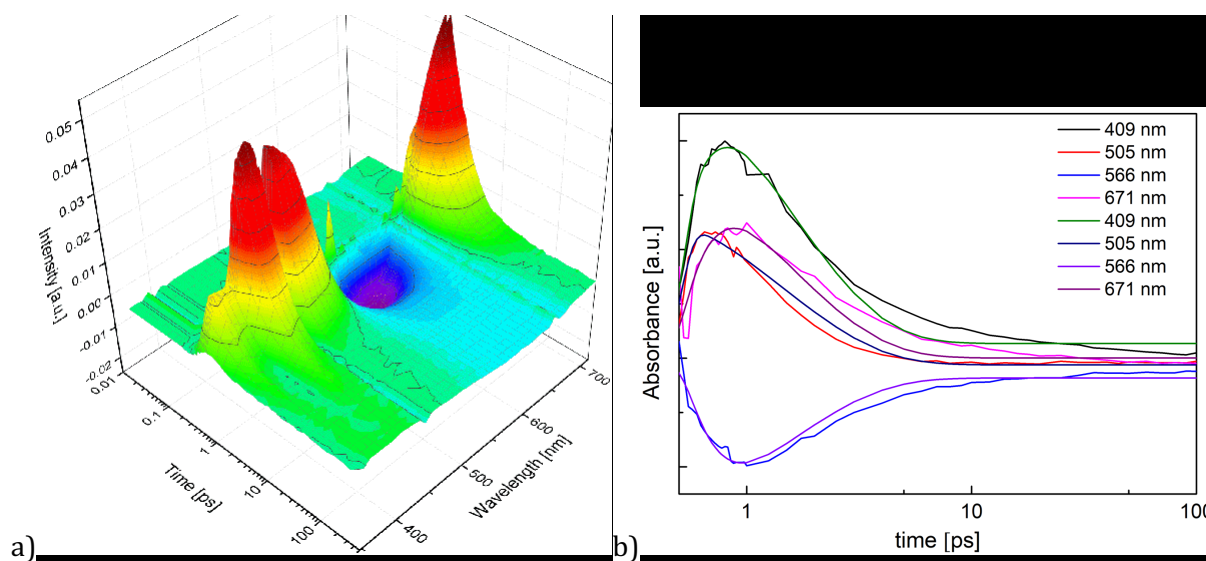 0.05
0.04
0.03
0.02
0.01
0.00
-0.01
-0.02
Intensity [a.u.]
0.01
0.1
1
10
100
Time [ps]
400
500
600
700
Wavelength [nm]
a)
409 nm
505 nm
566 nm
671 nm
409 nm
505 nm
566 nm
671 nm
Absorbance [a.u.]
1
10
100
time [ps]
b)